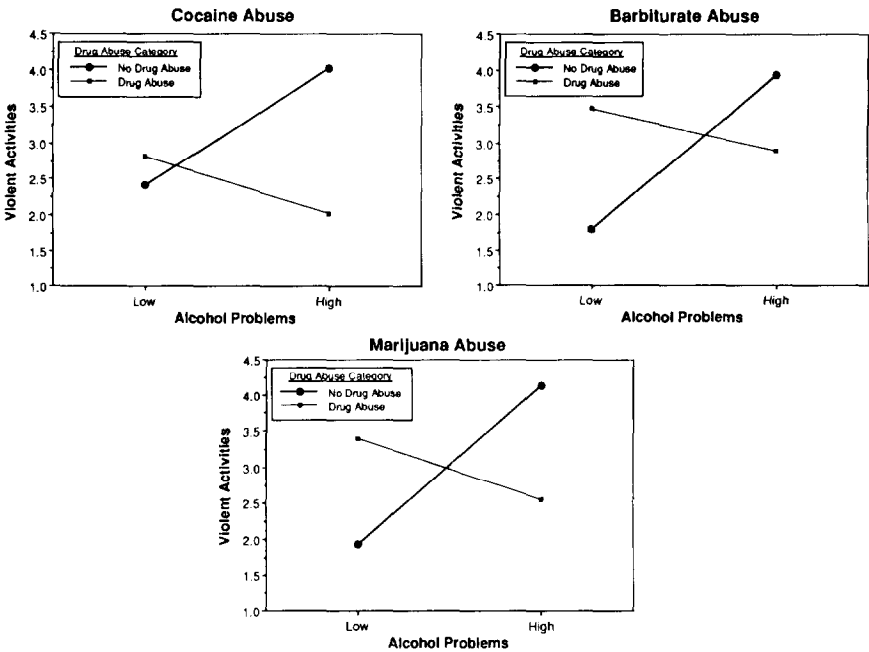 Cocaine Abuse
4.5
4.0
3.5
3.0
2.5
2.0
1.5
1.0
Violent Activities
Drug Abuse Category
No Drug Abuse
Drug Abuse
Low
High
Alcohol Problems
Barbiturate Abuse
4.5
4.0
3.5
3.0
2.5
2.0
1.5
1.0
Violent Activities
Drug Abuse Category
No Drug Abuse
Drug Abuse
Low
High
Alcohol Problems
Marijuana Abuse
4.5
4.0
3.5
3.0
2.5
2.0
1.5
1.0
Violent Activities
Drug Abuse Category
No Drug Abuse
Drug Abuse
Low
High
Alcohol Problems